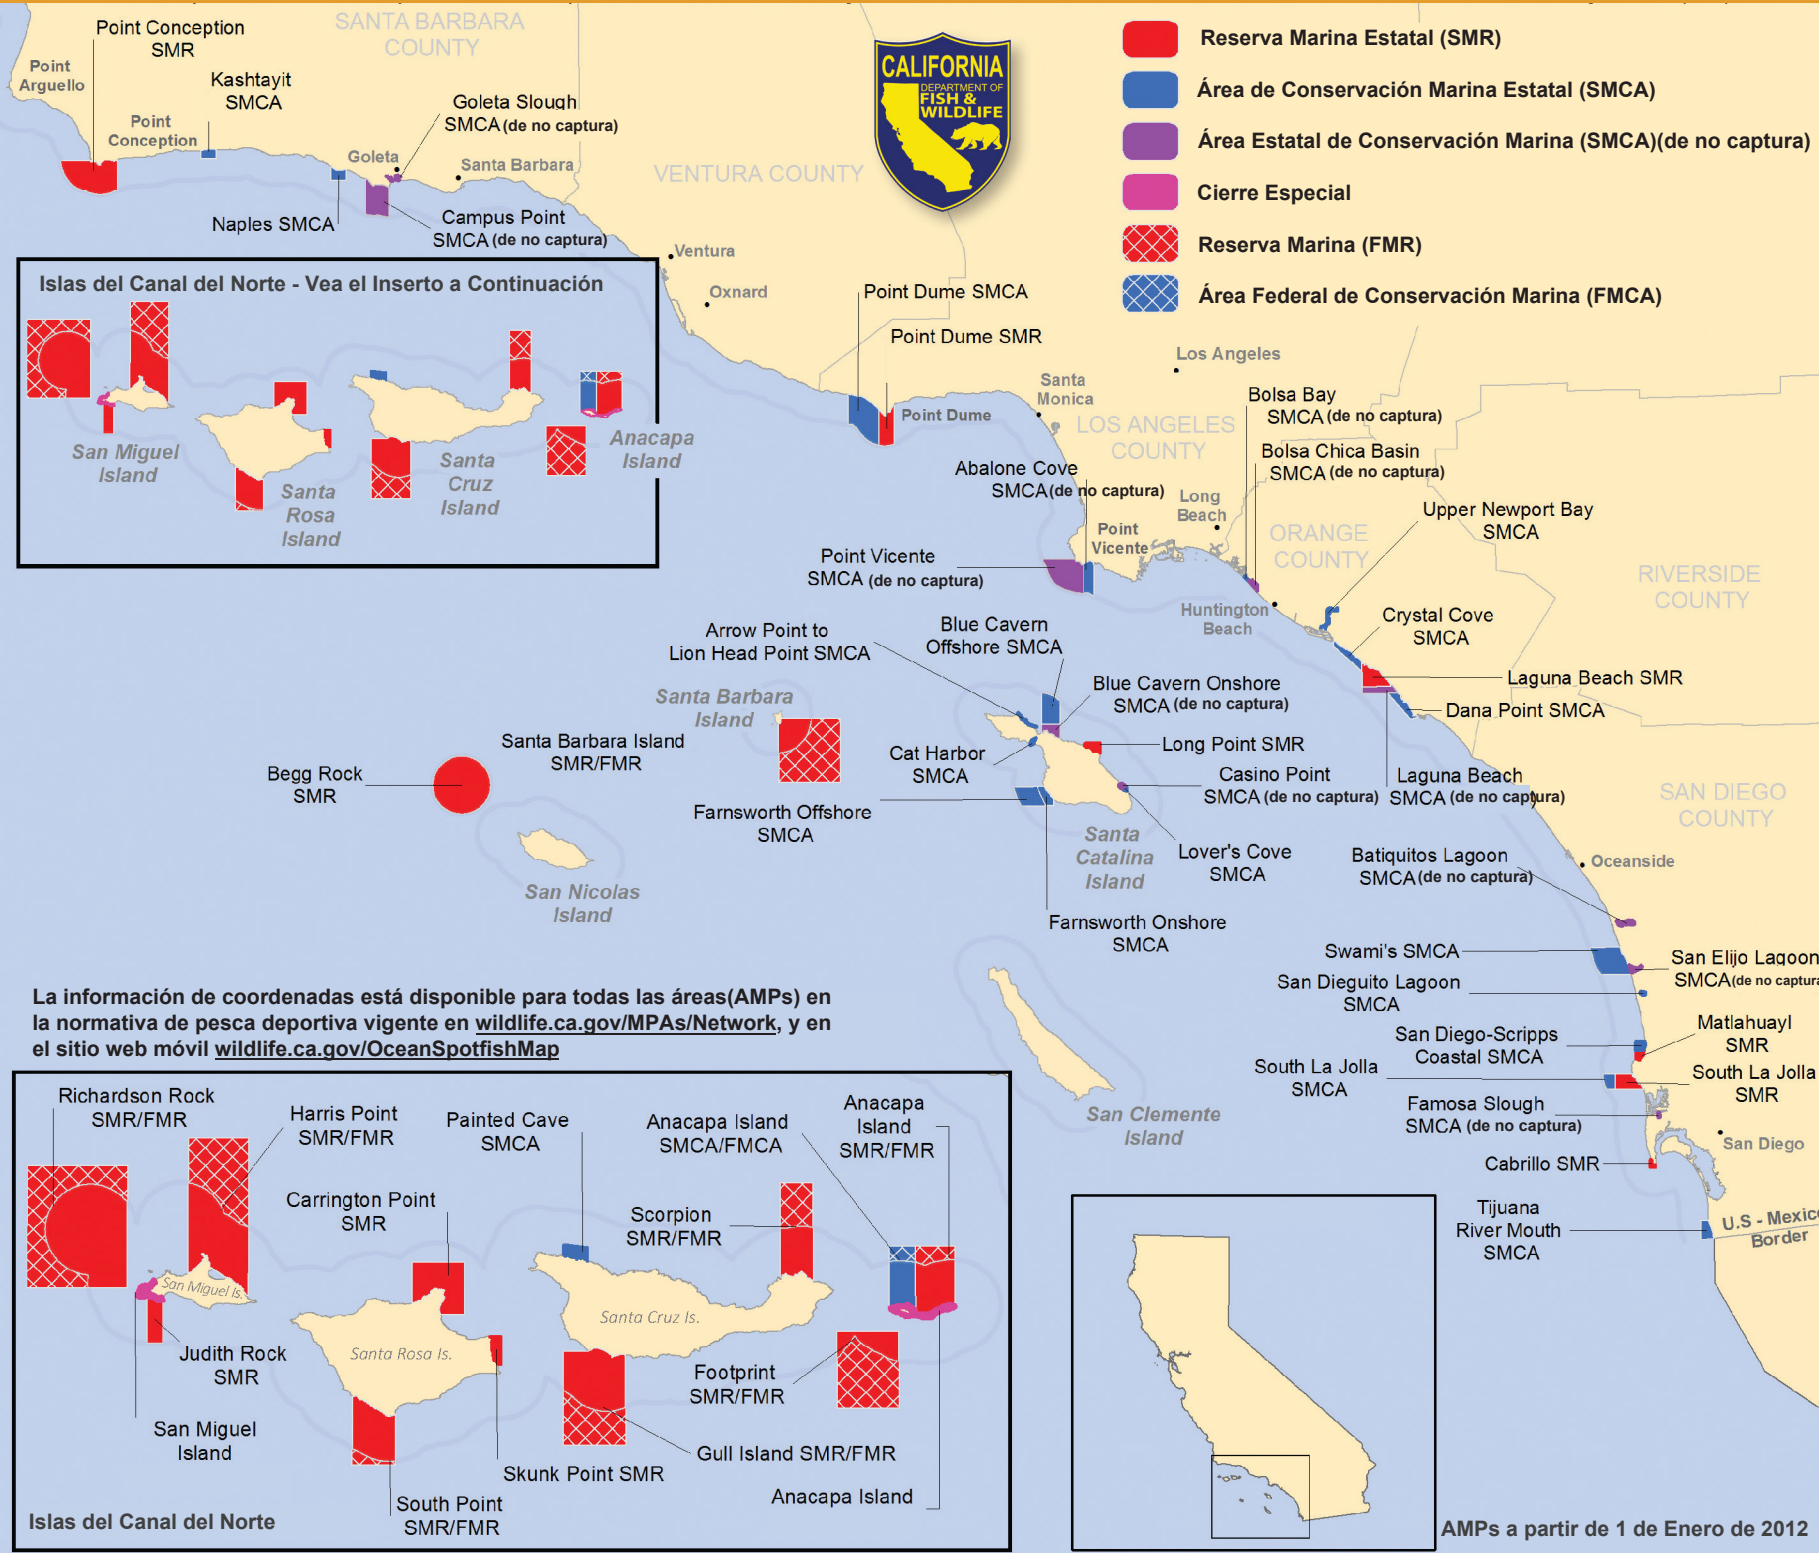 SANTA BARBARA
COUNTY
Point Conception
SMR
Point
Arguello
Kashtayit
SMCA
Point
Conception
Goleta Slough
SMCA (de no captura)
Goleta
Santa Barbara
Naples SMCA
Campus Point
SMCA (de no captura)
VENTURA COUNTY
CALIFORNIA
DEPARTMENT OF
FISH &
WILDLIFE
Reserva Marina Estatal (SMR)
Área de Conservación Marina Estatal (SMCA)
Área Estatal de Conservación Marina (SMCA)(de no captura)
Cierre Especial
Reserva Marina (FMR)
Área Federal de Conservación Marina (FMCA)
Ventura
Oxnard
Islas del Canal del Norte - Vea el Inserto a Continuación
San Miguel
Island
Santa
Rosa
Island
Santa
Cruz
Island
Anacapa
Island
Point Dume SMCA
Point Dume SMR
Point Dume
Santa
Monica
Los Angeles
LOS ANGELES
COUNTY
Bolsa Bay
SMCA (de no captura)
Bolsa Chica Basin
SMCA (de no captura)
Abalone Cove
SMCA (de no captura)
Long
Beach
Point
Vicente
Upper Newport Bay
SMCA
ORANGE
COUNTY
RIVERSIDE
COUNTY
Point Vicente
SMCA (de no captura)
Huntington
Beach
Crystal Cove
SMCA
Arrow Point to
Lion Head Point SMCA
Blue Cavern
Offshore SMCA
Laguna Beach SMR
Santa Barbara
Island
Blue Cavern Onshore
SMCA (de no captura)
Dana Point SMCA
Santa Barbara Island
SMR/FMR
Begg Rock
SMR
Cat Harbor
SMCA
Long Point SMR
Casino Point
SMCA (de no captura)
Laguna Beach
SMCA (de no captura)
SAN DIEGO
COUNTY
Farnsworth Offshore
SMCA
Santa
Catalina
Island
Lover's Cove
SMCA
Batiquitos Lagoon
SMCA (de no captura)
Oceanside
San Nicolas
Island
Farnsworth Onshore
SMCA
Swami's SMCA
San Elijo Lagoon
SMCA (de no captura
San Dieguito Lagoon
SMCA
Matlahuayl
SMR
San Diego-Scripps
Coastal SMCA
South La Jolla
SMCA
South La Jolla
SMR
Famosa Slough
SMCA (de no captura)
San Clemente
Island
San Diego
Cabrillo SMR
Tijuana
River Mouth
SMCA
U.S - Mexico
Border
La información de coordenadas está disponible para todas las áreas(AMPs) en
la normativa de pesca deportiva vigente en wildlife.ca.gov/MPAs/Network, y en
el sitio web móvil wildlife.ca.gov/OceanSpotfishMap
Richardson Rock
SMR/FMR
Harris Point
SMR/FMR
Painted Cave
SMCA
Anacapa Island
SMCA/FMCA
Anacapa
Island
SMR/FMR
Carrington Point
SMR
Scorpion
SMR/FMR
San Miguel Is.
Santa Cruz Is.
Santa Rosa Is.
Judith Rock
SMR
Footprint
SMR/FMR
San Miguel
Island
Gull Island SMR/FMR
Skunk Point SMR
Anacapa Island
South Point
SMR/FMR
Islas del Canal del Norte
AMPs a partir de 1 de Enero de 2012